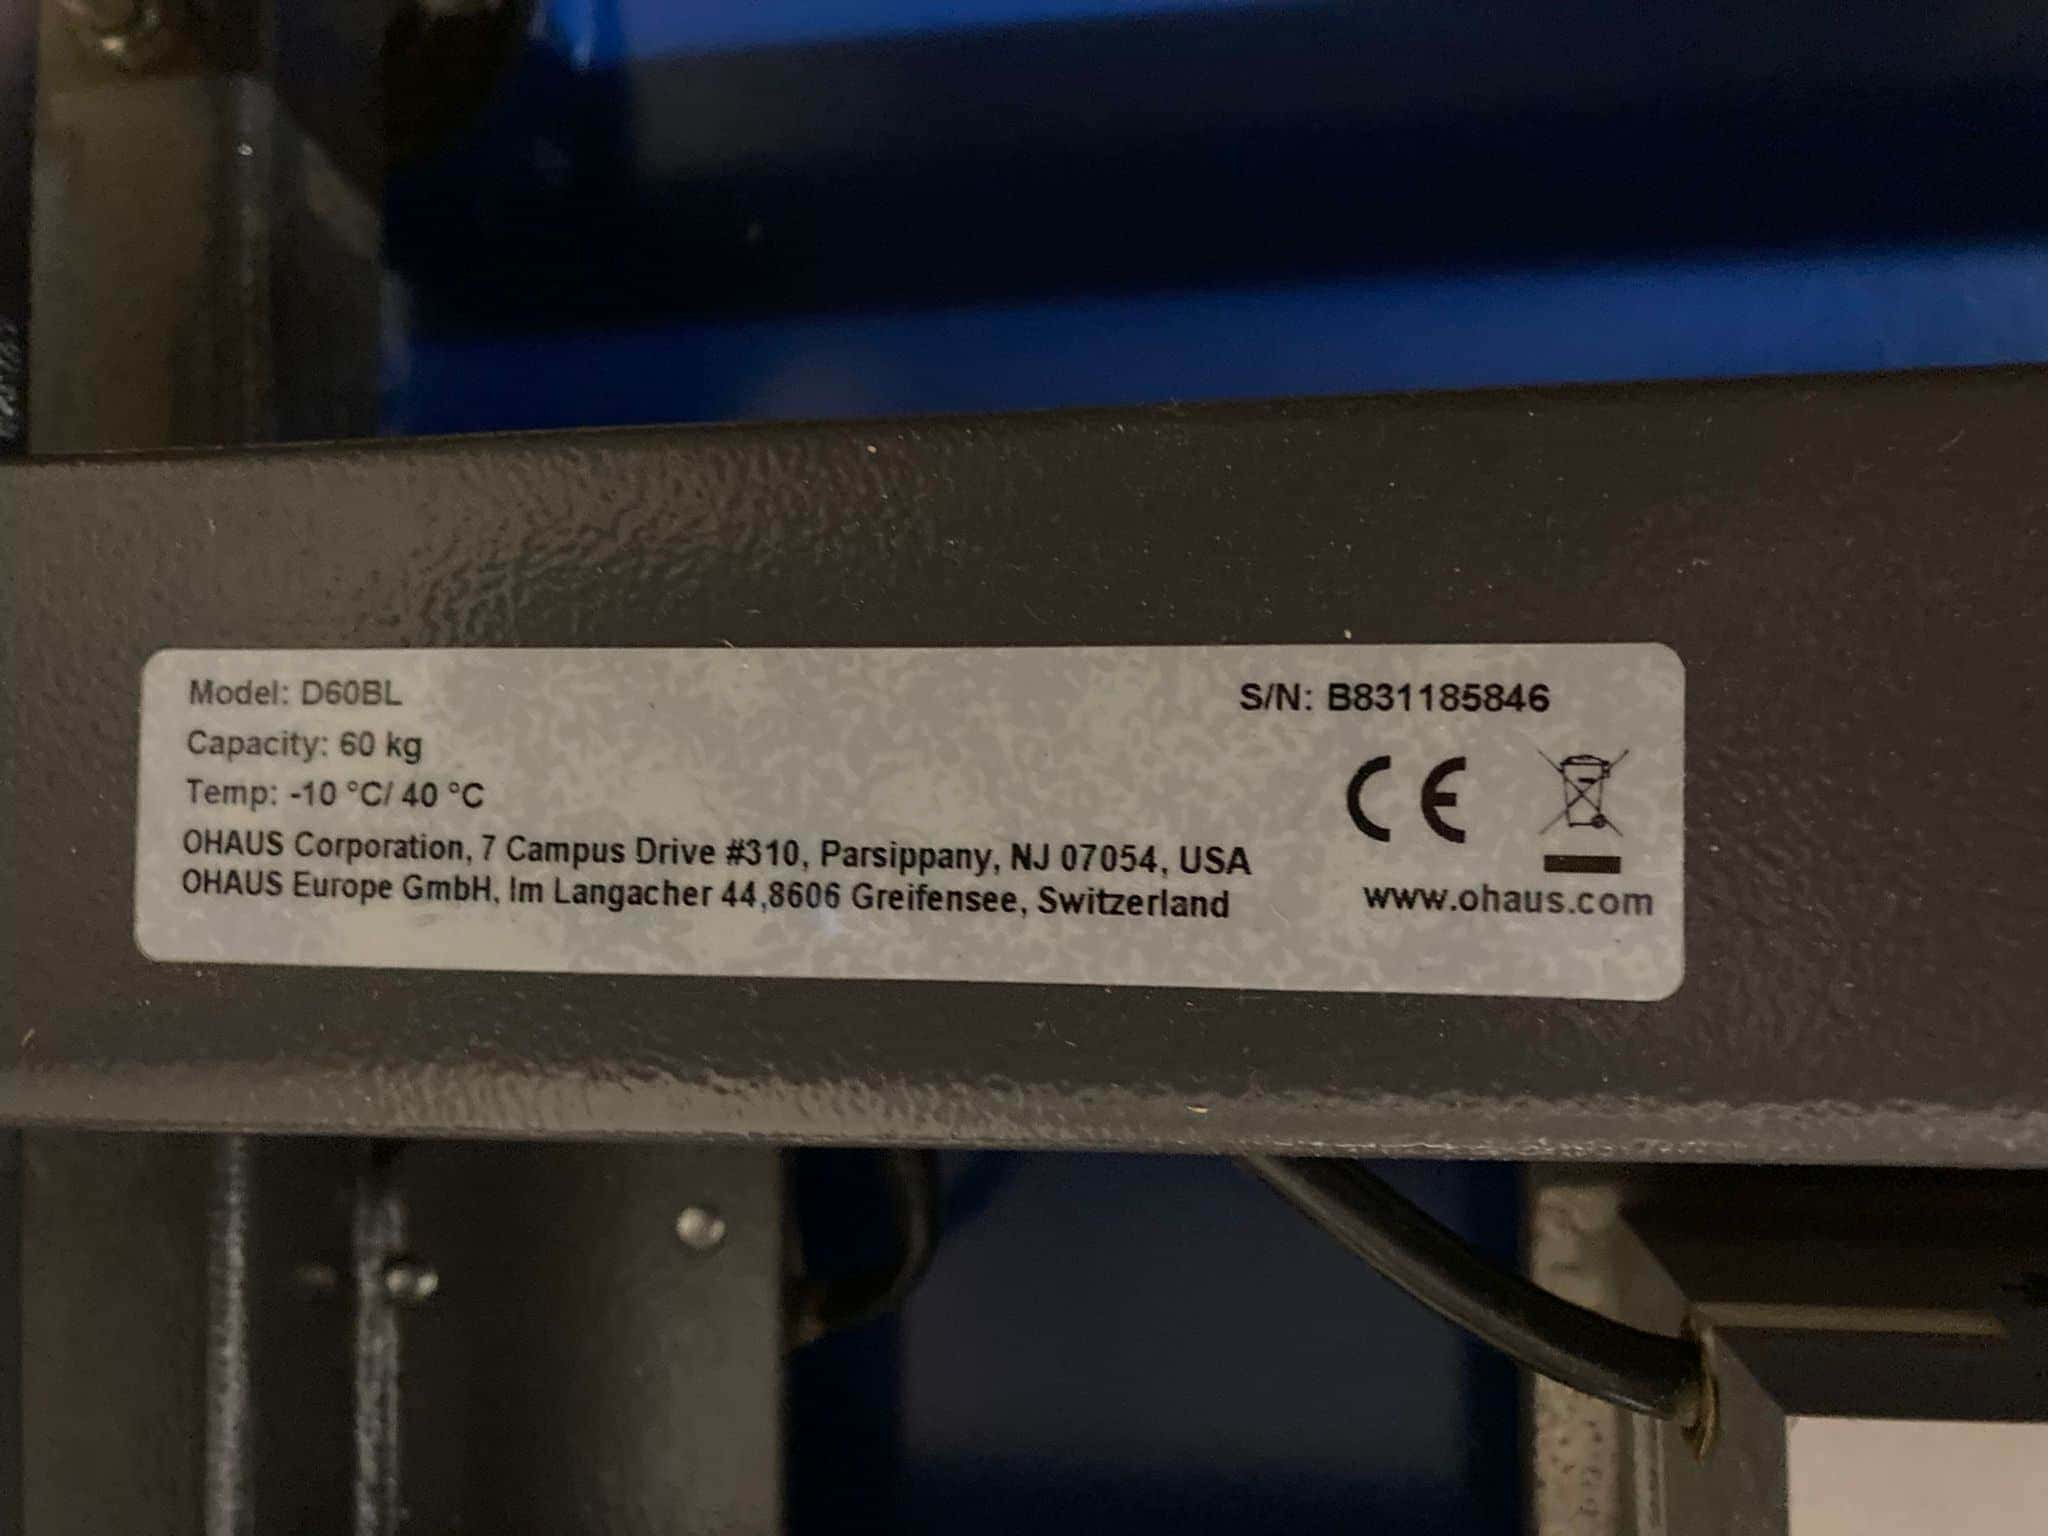 Model: D60BL
Capacity: 60 kg
Temp: -10 °C/ 40 °C
OHAUS Corporation, 7 Campus Drive #310, Parsippany, NJ 07054, USA
OHAUS Europe GmbH, Im Langacher 44,8606 Greifensee, Switzerland
S/N: B831185846
CE
www.ohaus.com